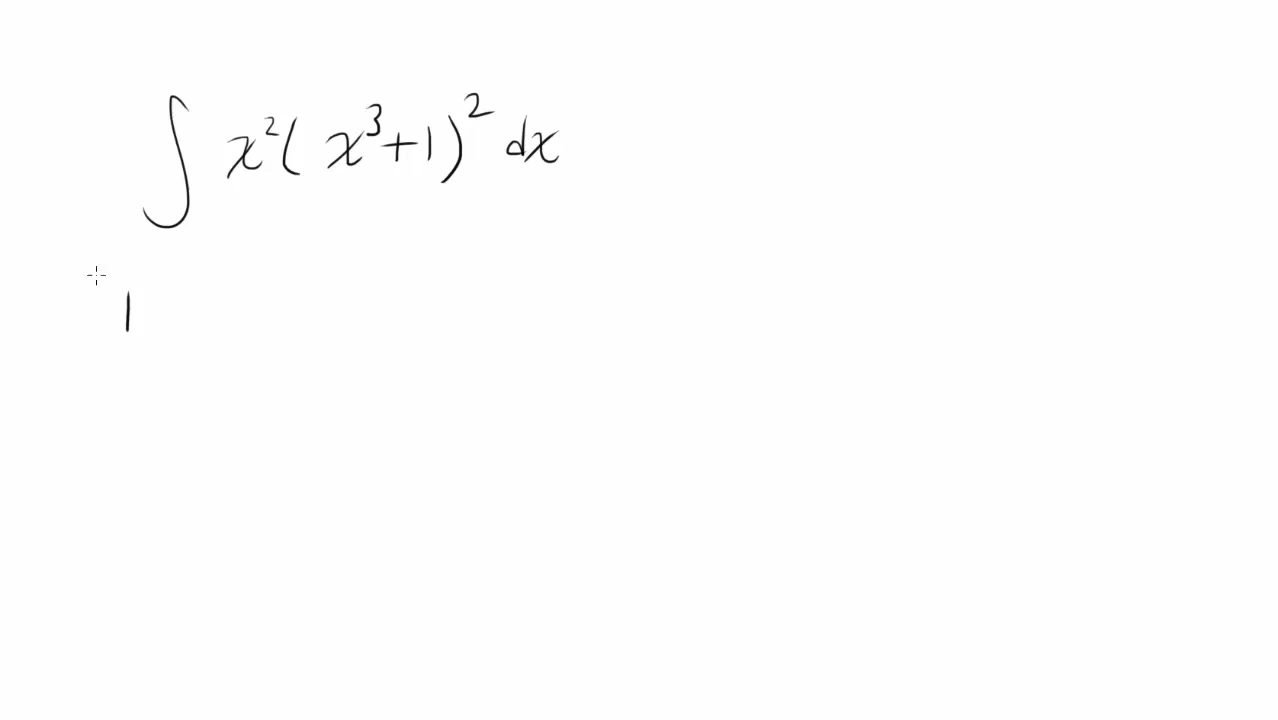 ∫ x²(x³+1)² dx
1